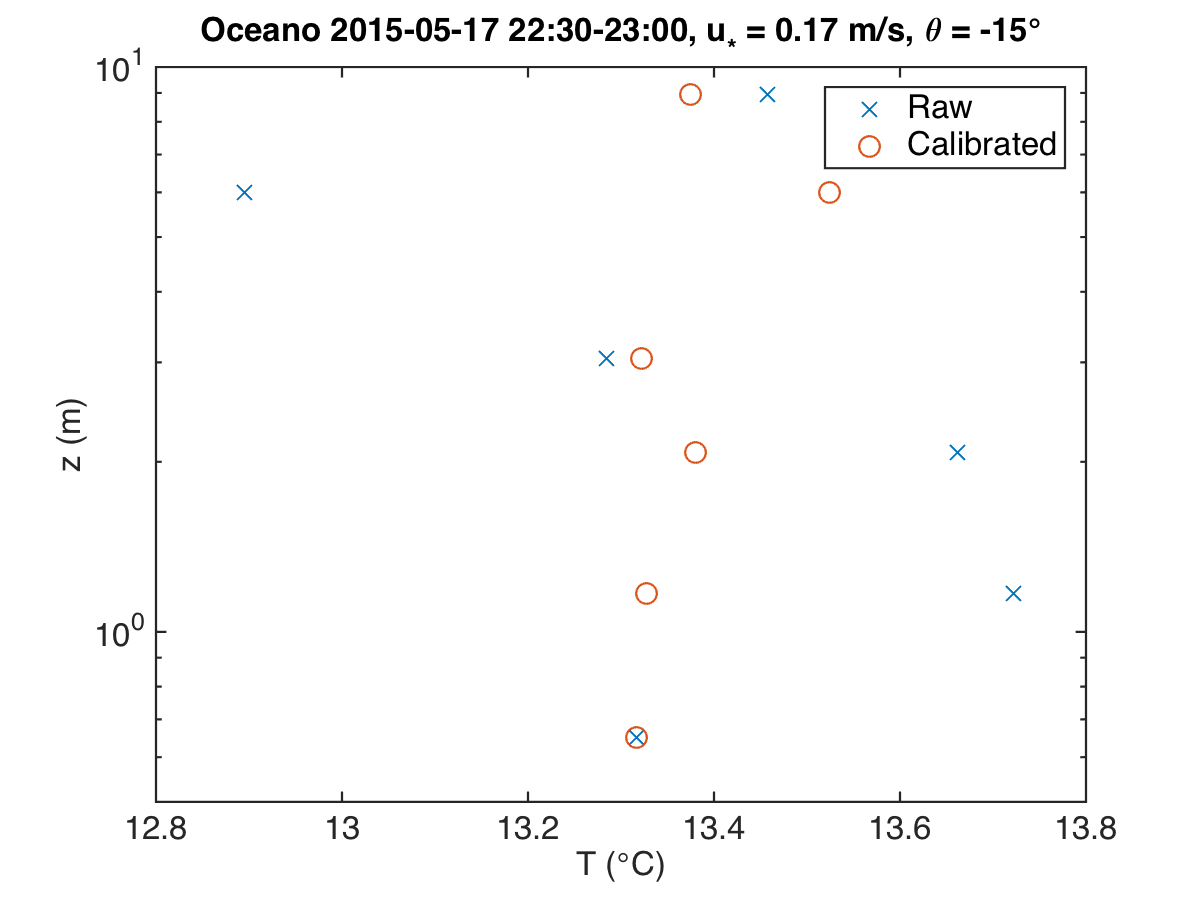 Oceano 2015-05-17 22:30-23:00, u* = 0.17 m/s, θ = -15°
10¹
Raw
Calibrated
z (m)
10⁰
12.8 13 13.2 13.4 13.6 13.8
T (°C)